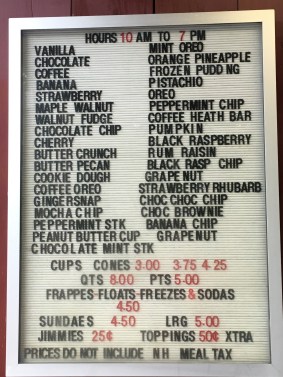 HOURS 10 AM TO 7 PM
VANILLA MINT OREO
CHOCOLATE ORANGE PINEAPPLE
COFFEE FROZEN PUDD NG
BANANA PISTACHIO
STRAWBERRY OREO
MAPLE WALNUT PEPPERMINT CHIP
WALNUT FUDGE COFFEE HEATH BAR
CHOCOLATE CHIP PUMPKIN
CHERRY BLACK RASPBERRY
BUTTER CRUNCH RUM RAISIN
BUTTER PECAN BLACK RASP CHIP
COOKIE DOUGH GRAPE NUT
COFFEE OREO STRAWBERRY RHUBARB
GINGERSNAP CHOC CHOC CHIP
MOCHA CHIP CHOC BROWNIE
PEPPERMINT STK BANANA CHIP
PEANUT BUTTER CUP GRAPENUT
CHOCOLATE MINT STK
CUPS CONES 3·00 3·75 4·25
QTS 8·00 PTS 5·00
FRAPPES-FLOATS-FREEZES & SODAS
4·50
SUNDAES 4·50 LRG 5·00
JIMMIES 25¢ TOPPINGS 50¢ XTRA
PRICES DO NOT INCLUDE N H MEAL TAX